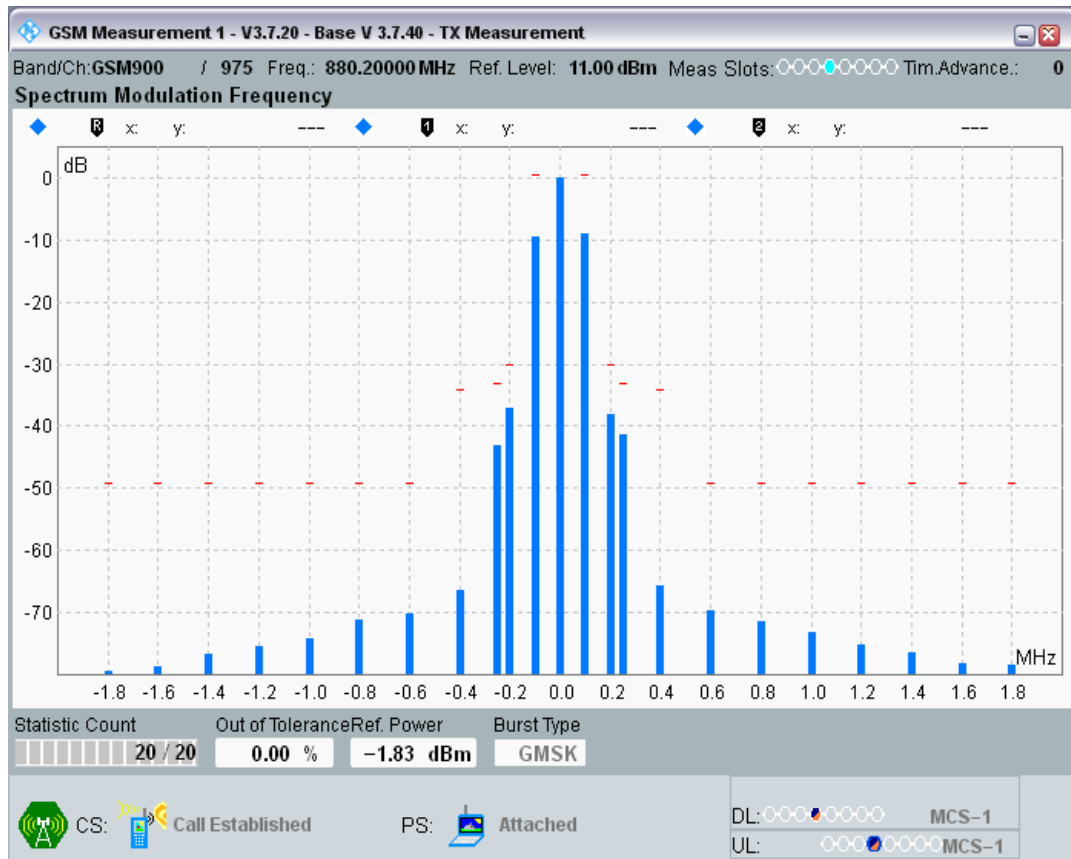 GSM Measurement 1 - V3.7.20 - Base V 3.7.40 - TX Measurement
Band/Ch:GSM900 / 975 Freq.: 880.20000 MHz Ref. Level: 11.00 dBm Meas Slots: Tim.Advance.: 0
Spectrum Modulation Frequency
R x: y: --- 1 x: y: --- 2 x: y: ---
dB
0
-10
-20
-30
-40
-50
-60
-70
MHz
-1.8 -1.6 -1.4 -1.2 -1.0 -0.8 -0.6 -0.4 -0.2 0.0 0.2 0.4 0.6 0.8 1.0 1.2 1.4 1.6 1.8
Statistic Count Out of Tolerance Ref. Power Burst Type
20 / 20 0.00 % −1.83 dBm GMSK
CS: Call Established PS: Attached
DL: MCS−1
UL: MCS−1